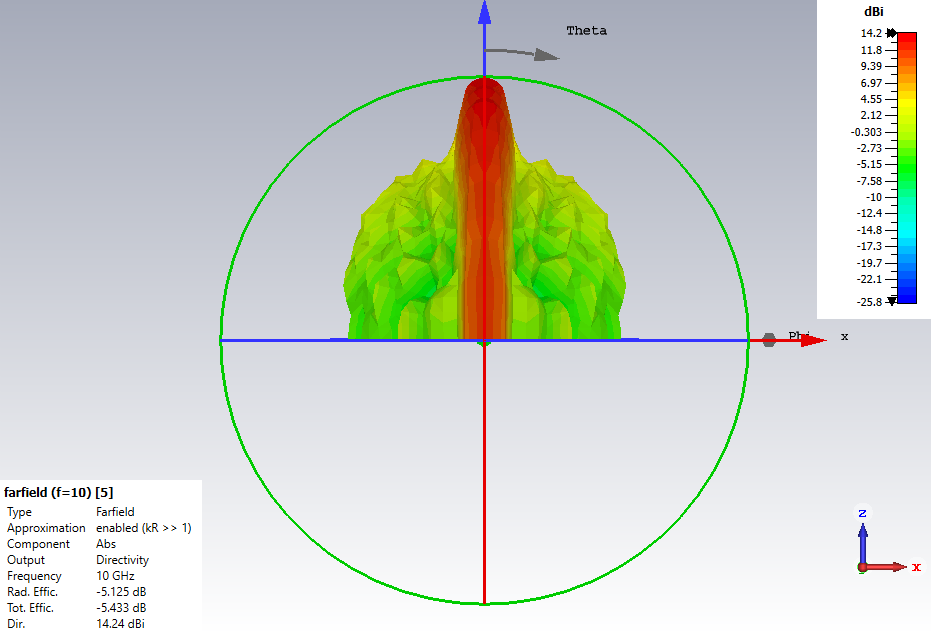 Theta
dBi
14.2
11.8
9.39
6.97
4.55
2.12
-0.303
-2.73
-5.15
-7.58
-10
-12.4
-14.8
-17.3
-19.7
-22.1
-25.8
Phi x
farfield (f=10) [5]
Type Farfield
Approximation enabled (kR >> 1)
Component Abs
Output Directivity
Frequency 10 GHz
Rad. Effic. -5.125 dB
Tot. Effic. -5.433 dB
Dir. 14.24 dBi
z
x